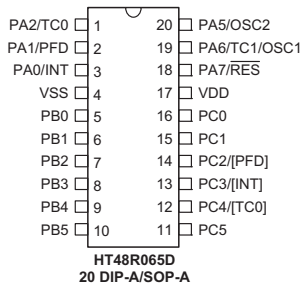 PA2/TC0 1 20 PA5/OSC2
PA1/PFD 2 19 PA6/TC1/OSC1
PA0/INT 3 18 PA7/RES
VSS 4 17 VDD
PB0 5 16 PC0
PB1 6 15 PC1
PB2 7 14 PC2/[PFD]
PB3 8 13 PC3/[INT]
PB4 9 12 PC4/[TC0]
PB5 10 11 PC5
HT48R065D
20 DIP-A/SOP-A